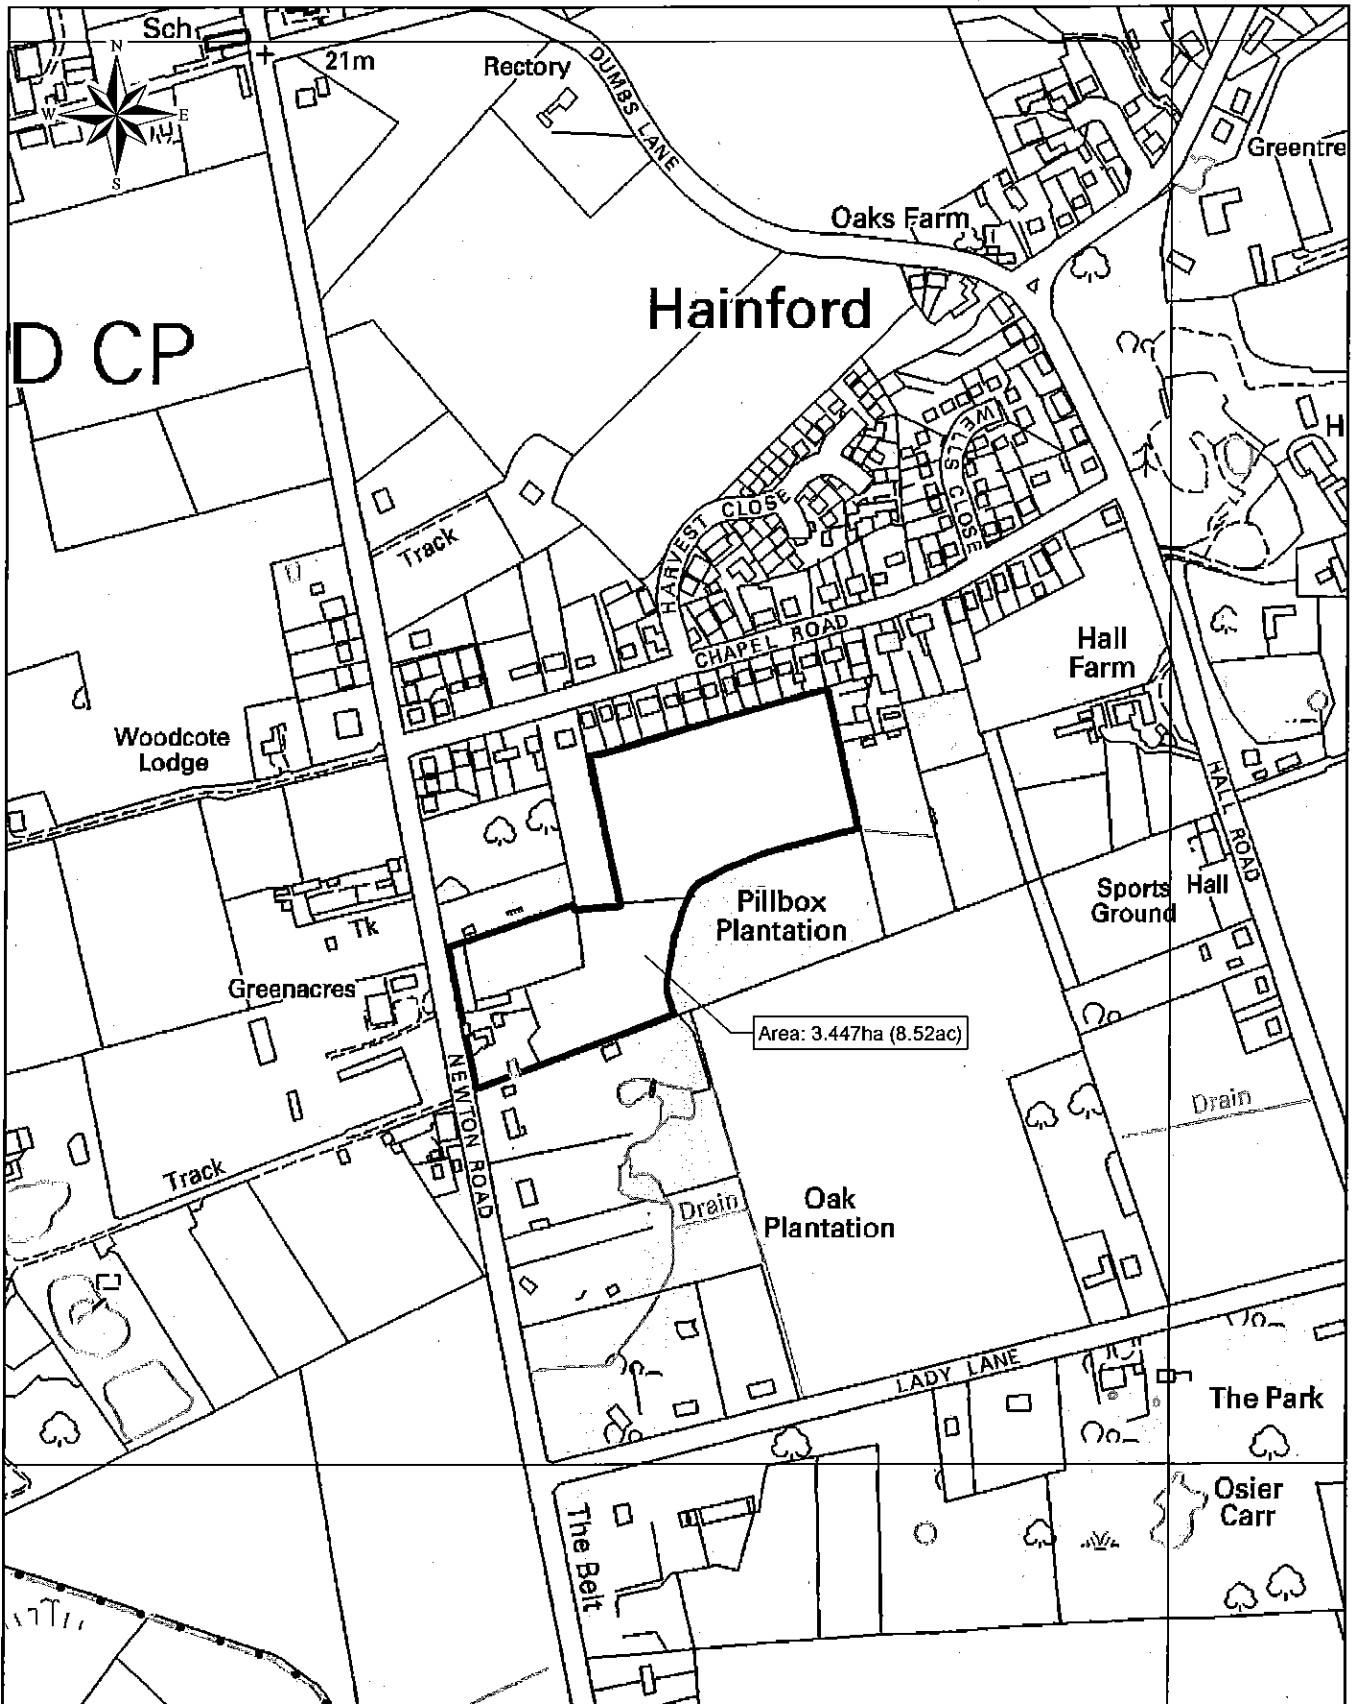 Sch
N
W
E
S
21m
Rectory
DUMBS LANE
Greentre
Oaks Farm
Hainford
D CP
H
WELLS CLOSE
HARVEST CLOSE
Track
CHAPEL ROAD
Hall
Farm
Woodcote
Lodge
HALL ROAD
Pillbox
Plantation
Sports
Ground
Hall
Tk
Greenacres
Area: 3.447ha (8.52ac)
NEWTON ROAD
Drain
Track
Oak
Plantation
Drain
LADY LANE
The Park
Osier
Carr
The Belt